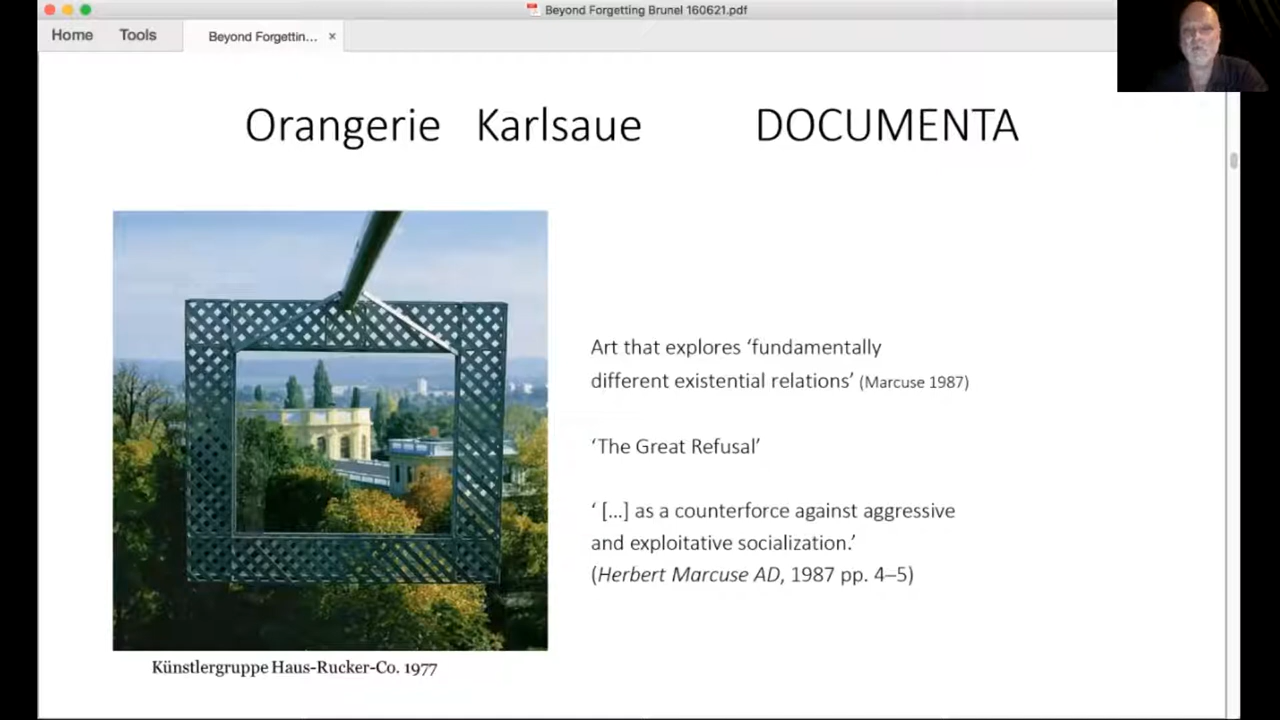 Beyond Forgetting Brunel 160621.pdf
Home Tools Beyond Forgettin... ×
Orangerie Karlsaue DOCUMENTA
Art that explores ‘fundamentally
different existential relations’ (Marcuse 1987)
‘The Great Refusal’
‘ [...] as a counterforce against aggressive
and exploitative socialization.’
(Herbert Marcuse AD, 1987 pp. 4–5)
Künstlergruppe Haus-Rucker-Co. 1977